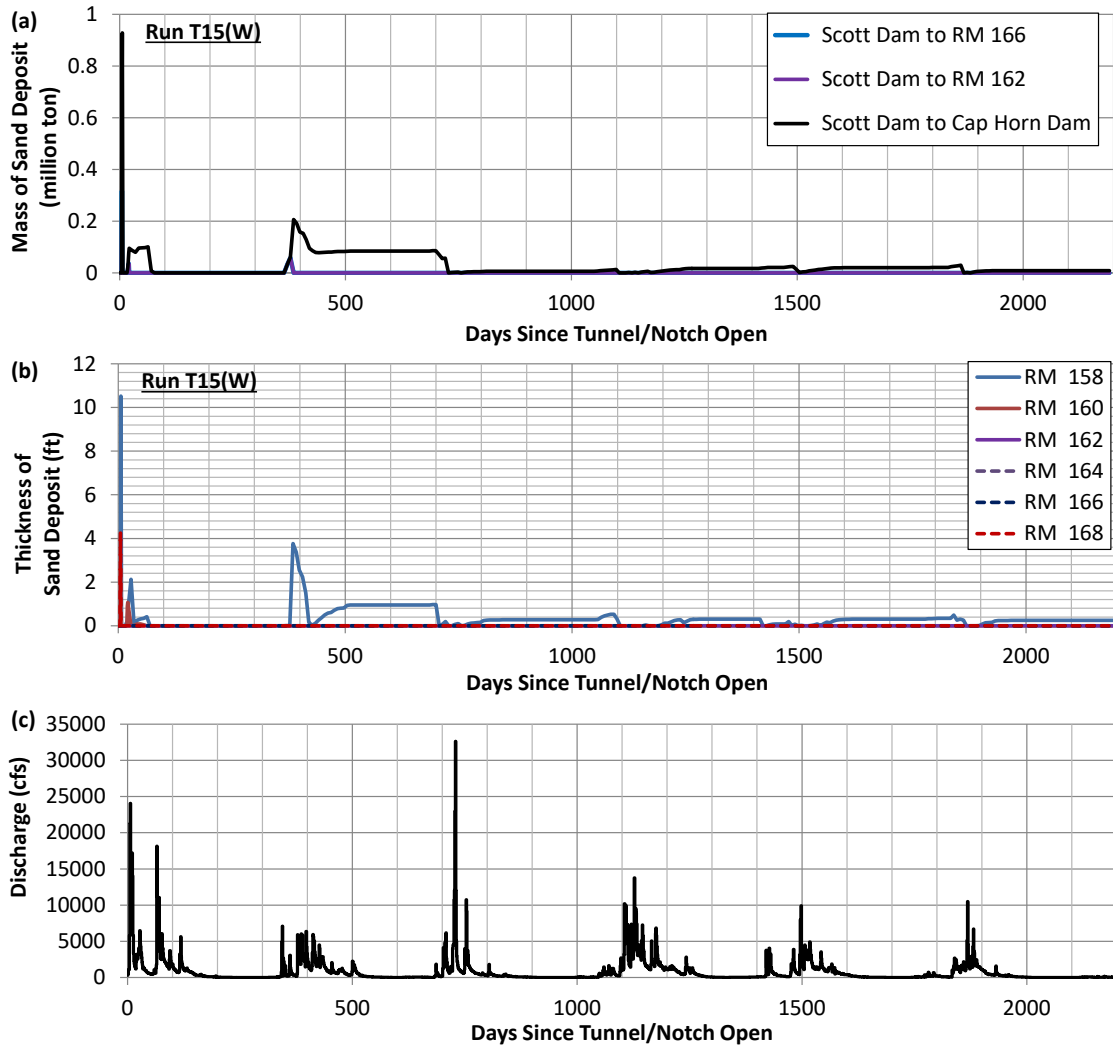 (a)
Run T15(W)
Mass of Sand Deposit
(million ton)
1
0.8
0.6
0.4
0.2
0
Scott Dam to RM 166
Scott Dam to RM 162
Scott Dam to Cap Horn Dam
0 500 1000 1500 2000
Days Since Tunnel/Notch Open
(b)
Run T15(W)
Thickness of
Sand Deposit (ft)
12
10
8
6
4
2
0
RM 158
RM 160
RM 162
RM 164
RM 166
RM 168
0 500 1000 1500 2000
Days Since Tunnel/Notch Open
(c)
Discharge (cfs)
35000
30000
25000
20000
15000
10000
5000
0
0 500 1000 1500 2000
Days Since Tunnel/Notch Open